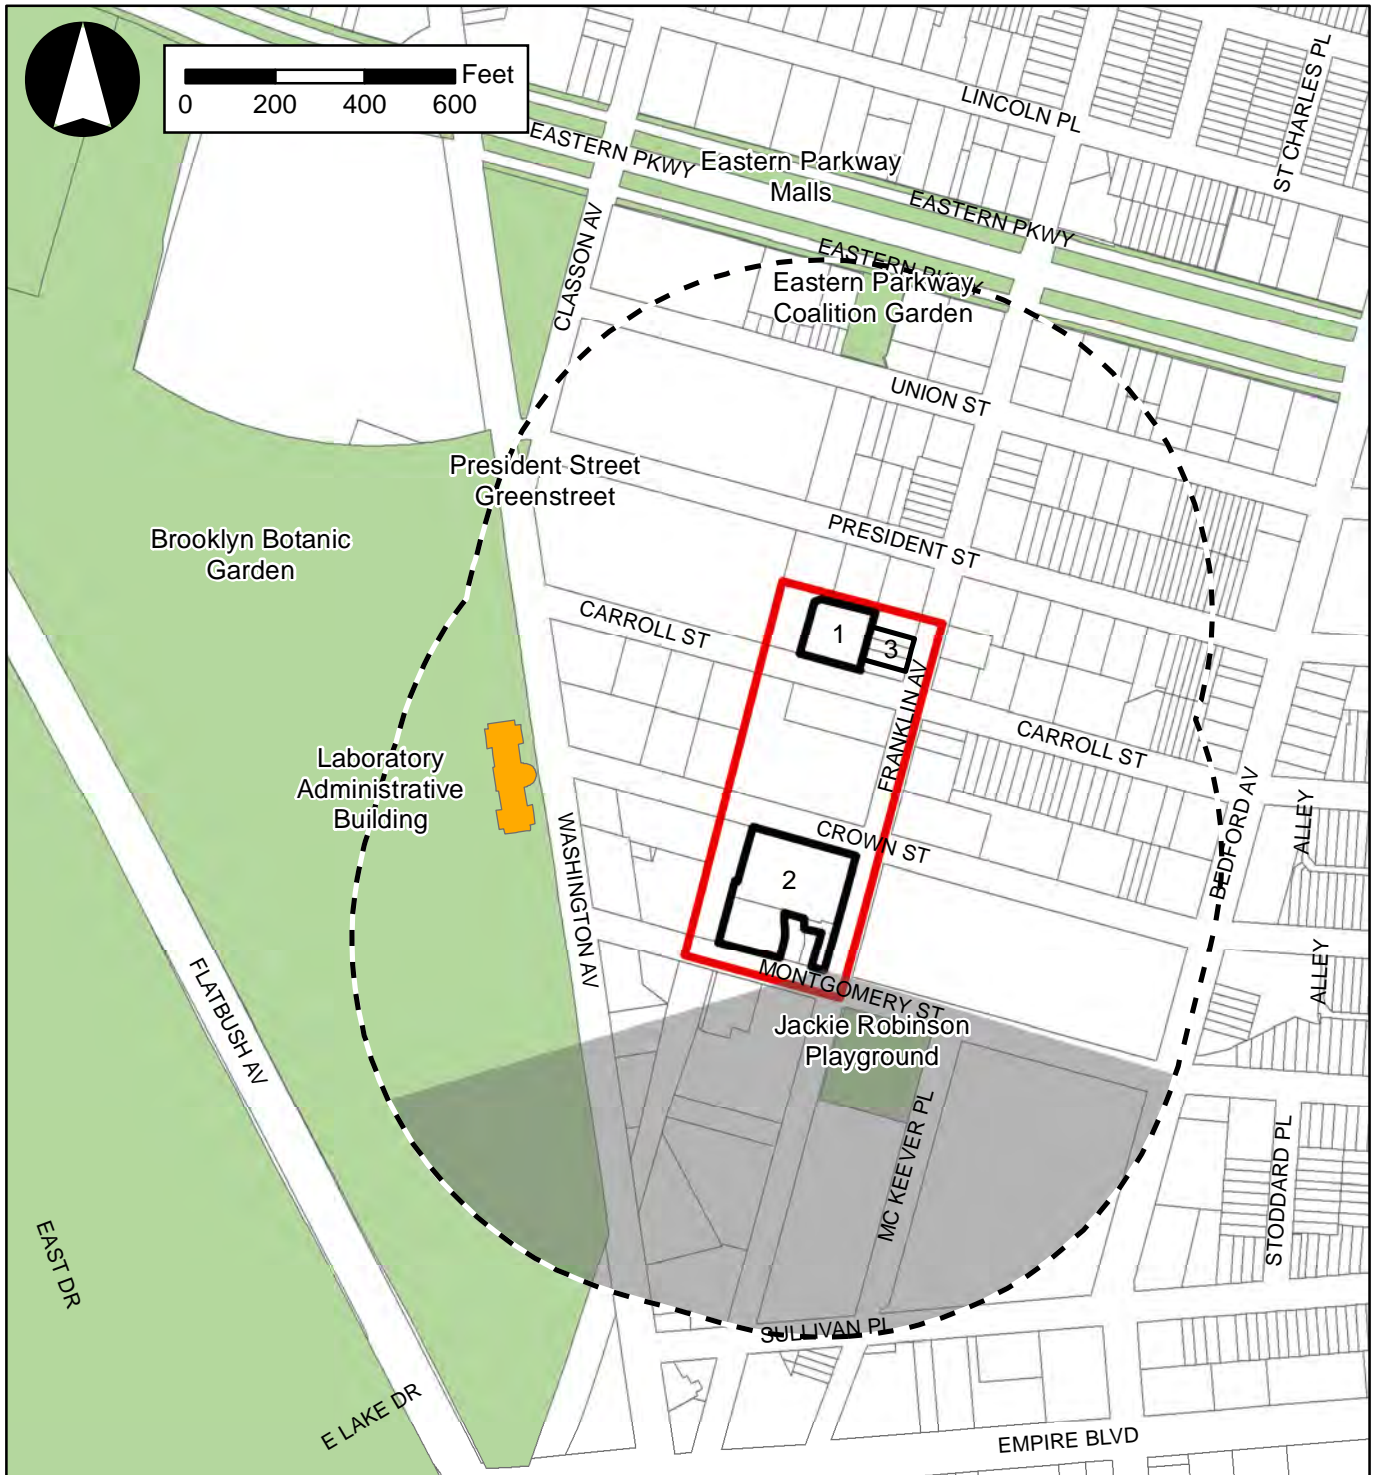 Feet
0 200 400 600
LINCOLN PL
ST CHARLES PL
EASTERN PKWY
Eastern Parkway
Malls
EASTERN PKWY
CLASSON AV
EASTERN PKWY
Eastern Parkway
Coalition Garden
UNION ST
President Street
Greenstreet
PRESIDENT ST
Brooklyn Botanic
Garden
CARROLL ST
1
3
FRANKLIN AV
CARROLL ST
Laboratory
Administrative
Building
BEDFORD AV
ALLEY
WASHINGTON AV
CROWN ST
2
ALLEY
FLATBUSH AV
MONTGOMERY ST
Jackie Robinson
Playground
MC KEEVER PL
STODDARD PL
EAST DR
SULLIVAN PL
E LAKE DR
EMPIRE BLVD